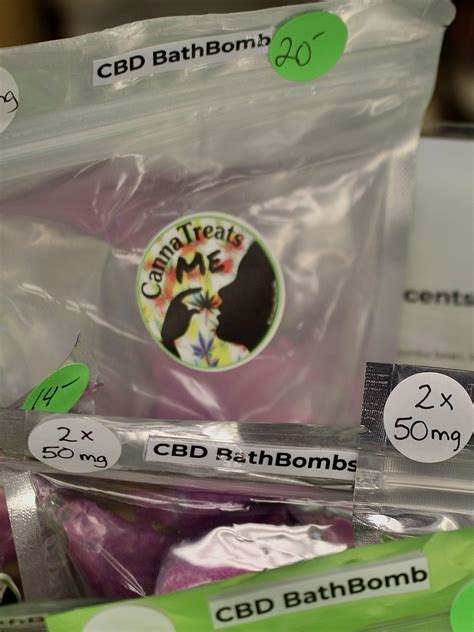 CBD BathBomb
20-
CannaTreats
ME
cents
14-
2x
50mg
CBD BathBombs
2x
50mg
CBD BathBomb